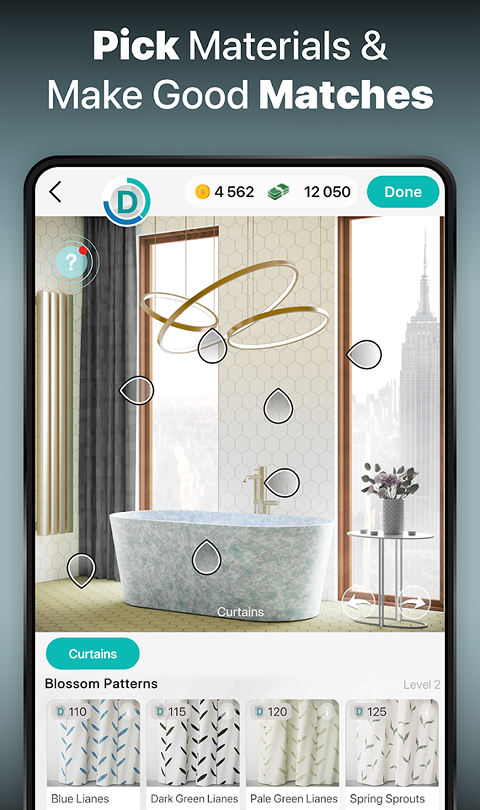 Pick Materials &
Make Good Matches
D
4 562
12 050
Done
?
Curtains
Curtains
Blossom Patterns
Level 2
D 110
D 115
D 120
D 125
Blue Lianes
Dark Green Lianes
Pale Green Lianes
Spring Sprouts